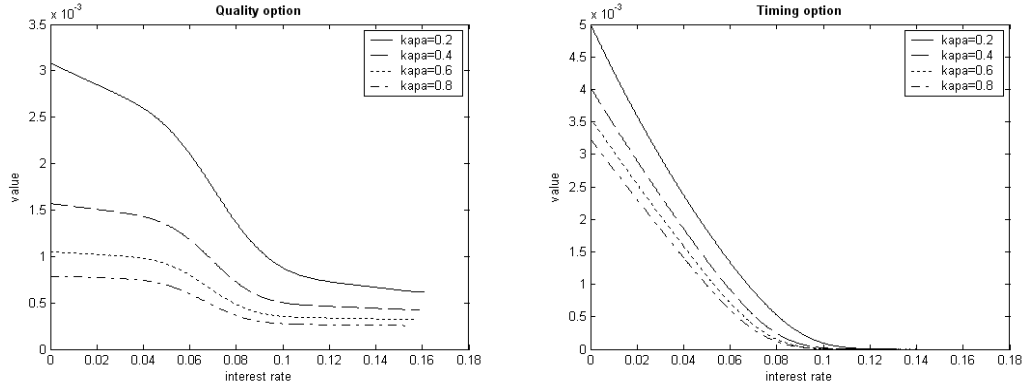 Quality option
x 10^-3
3.5
3
2.5
2
1.5
1
0.5
0
value
kapa=0.2
kapa=0.4
kapa=0.6
kapa=0.8
0 0.02 0.04 0.06 0.08 0.1 0.12 0.14 0.16 0.18
interest rate
Timing option
x 10^-3
5
4.5
4
3.5
3
2.5
2
1.5
1
0.5
0
value
kapa=0.2
kapa=0.4
kapa=0.6
kapa=0.8
0 0.02 0.04 0.06 0.08 0.1 0.12 0.14 0.16 0.18
interest rate